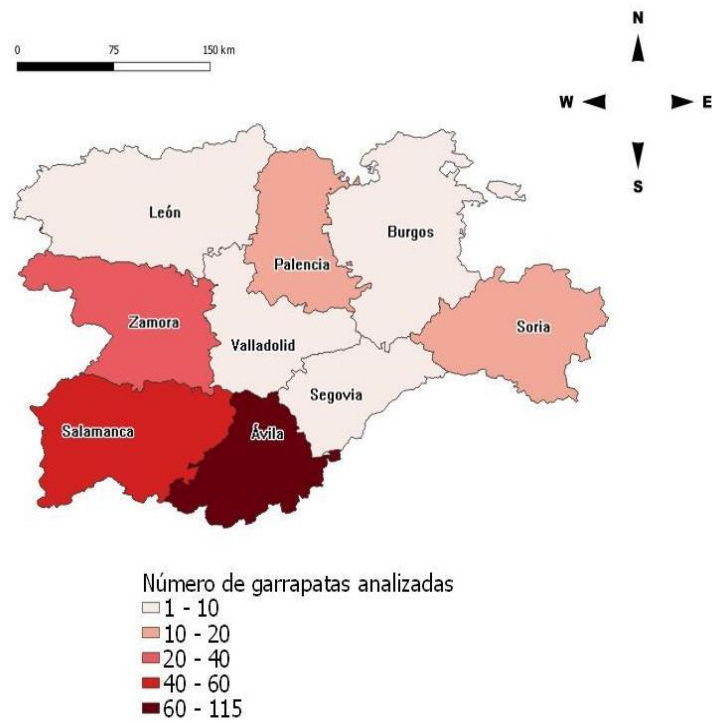 N
0 75 150 km
W E
S
León
Burgos
Palencia
Zamora
Soria
Valladolid
Segovia
Salamanca
Ávila
Número de garrapatas analizadas
1 - 10
10 - 20
20 - 40
40 - 60
60 - 115